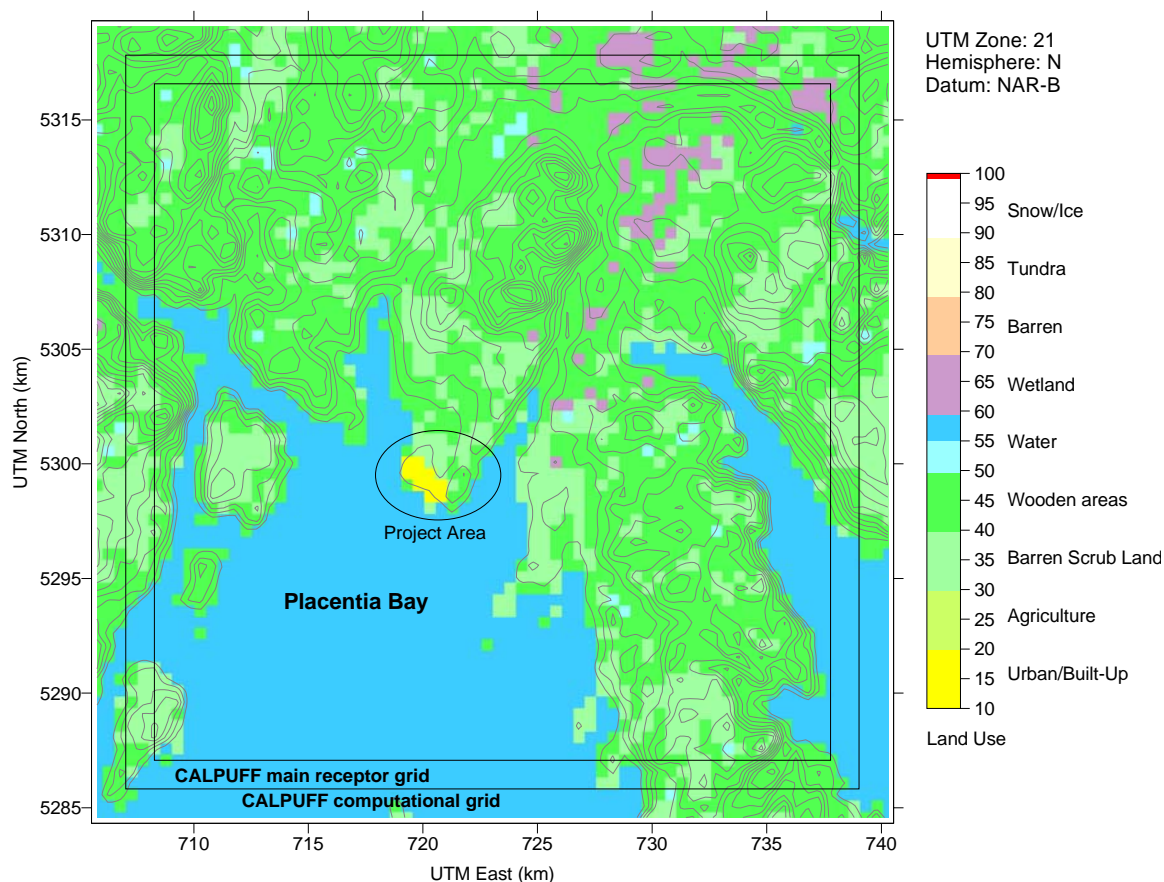 UTM Zone: 21
Hemisphere: N
Datum: NAR-B
5315
5310
5305
5300
5295
5290
5285
UTM North (km)
Project Area
Placentia Bay
CALPUFF main receptor grid
CALPUFF computational grid
710
715
720
725
730
735
740
UTM East (km)
100
95
Snow/Ice
90
85
Tundra
80
75
Barren
70
65
Wetland
60
55
Water
50
45
Wooden areas
40
35
Barren Scrub Land
30
25
Agriculture
20
15
Urban/Built-Up
10
Land Use